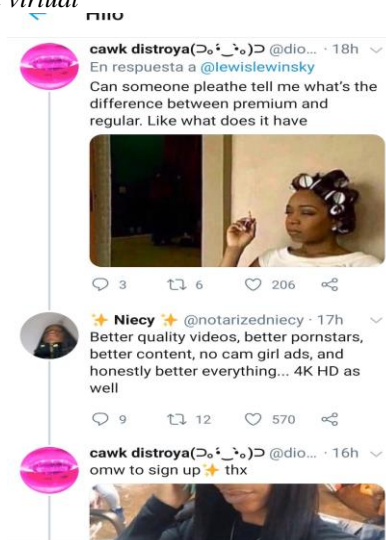 virtual
Hilo
cawk distroya(⊃｡•́‿•̀｡)⊃ @dio... · 18h
En respuesta a @lewislewinsky
Can someone pleathe tell me what's the
difference between premium and
regular. Like what does it have
3 6 206
✨ Niecy ✨ @notarizedniecy · 17h
Better quality videos, better pornstars,
better content, no cam girl ads, and
honestly better everything... 4K HD as
well
9 12 570
cawk distroya(⊃｡•́‿•̀｡)⊃ @dio... · 16h
omw to sign up✨ thx